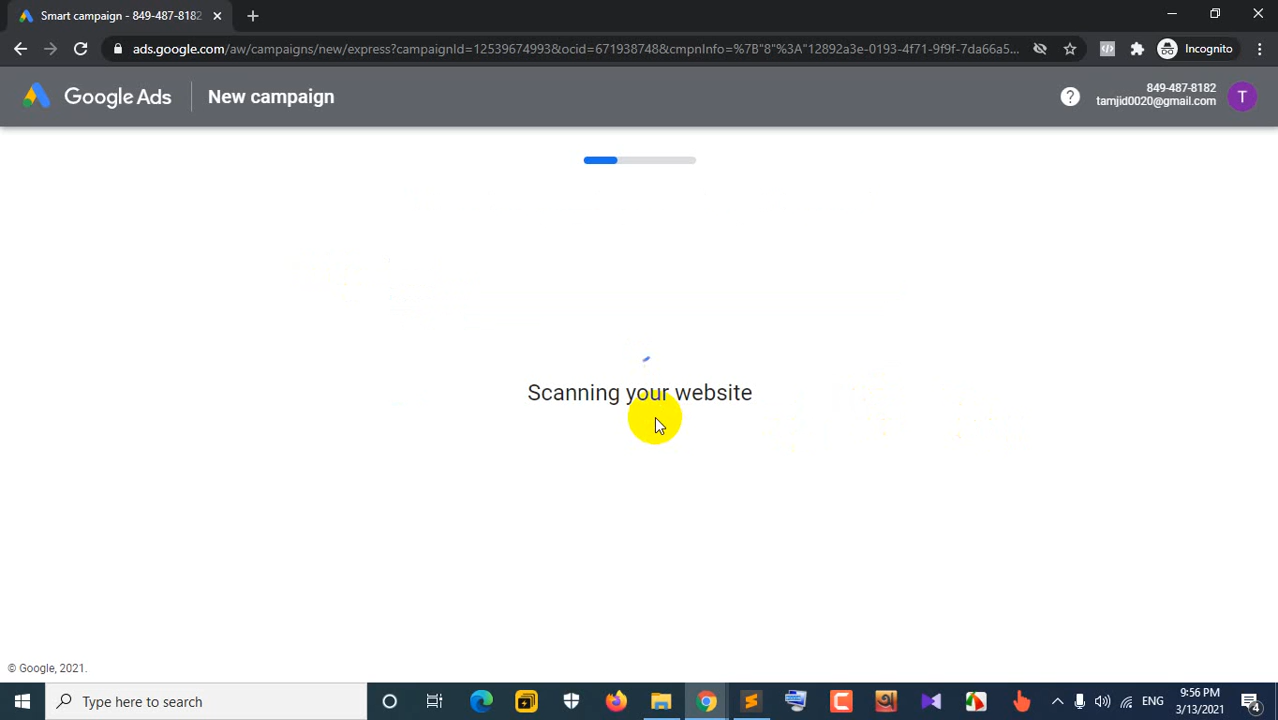 Smart campaign - 849-487-8182
ads.google.com/aw/campaigns/new/express?campaignId=12539674993&ocid=671938748&cmpnInfo=%7B"8"%3A"12892a3e-0193-4f71-9f9f-7da66a5...
Incognito
Google Ads
New campaign
849-487-8182
tamjid0020@gmail.com
T
Scanning your website
© Google, 2021.
Type here to search
ENG
9:56 PM
3/13/2021
4